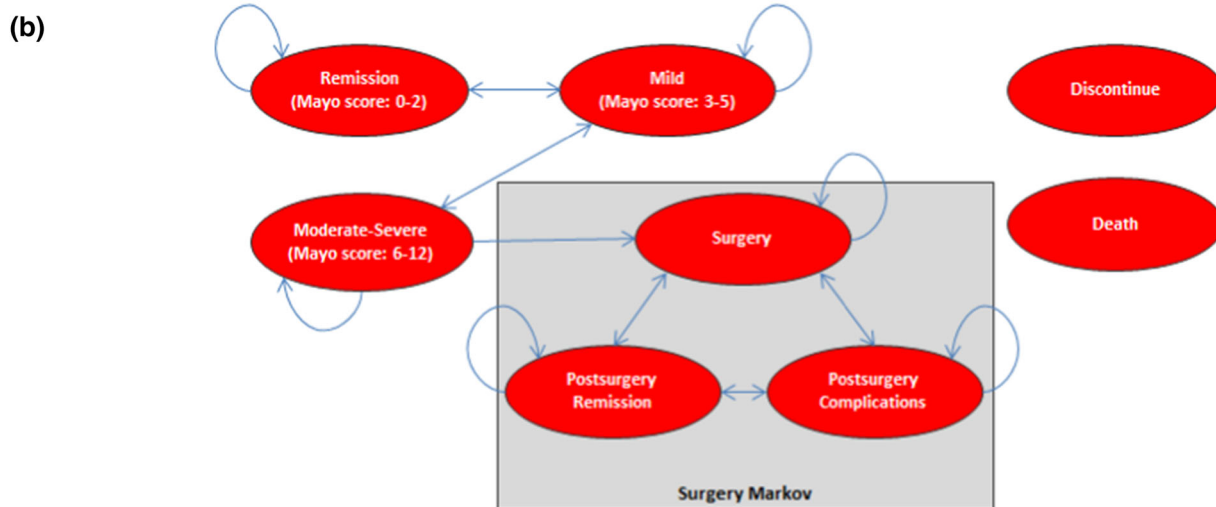 (b)
Remission
(Mayo score: 0-2)
Mild
(Mayo score: 3-5)
Discontinue
Moderate-Severe
(Mayo score: 6-12)
Surgery
Death
Postsurgery
Remission
Postsurgery
Complications
Surgery Markov